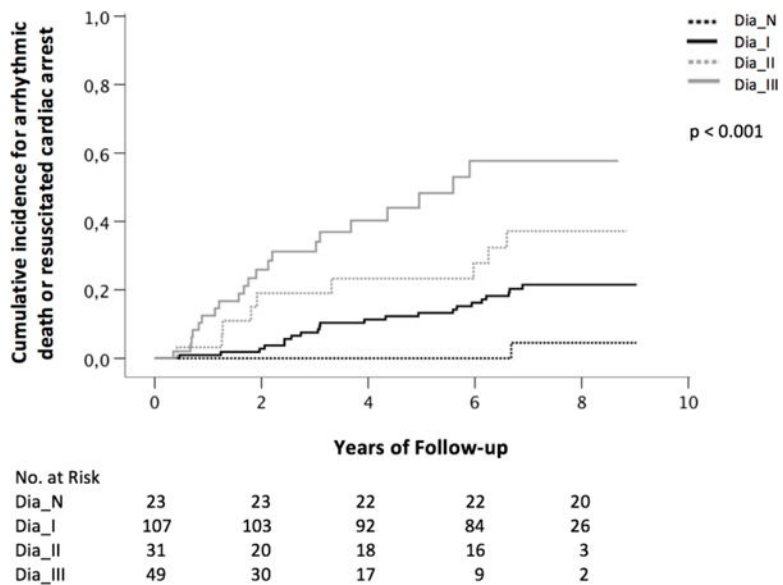 Cumulative incidence for arrhythmic
death or resuscitated cardiac arrest
1,0
0,8
0,6
0,4
0,2
0,0
Dia_N
Dia_I
Dia_II
Dia_III
p < 0.001
0 2 4 6 8 10
Years of Follow-up
No. at Risk
Dia_N 23 23 22 22 20
Dia_I 107 103 92 84 26
Dia_II 31 20 18 16 3
Dia_III 49 30 17 9 2